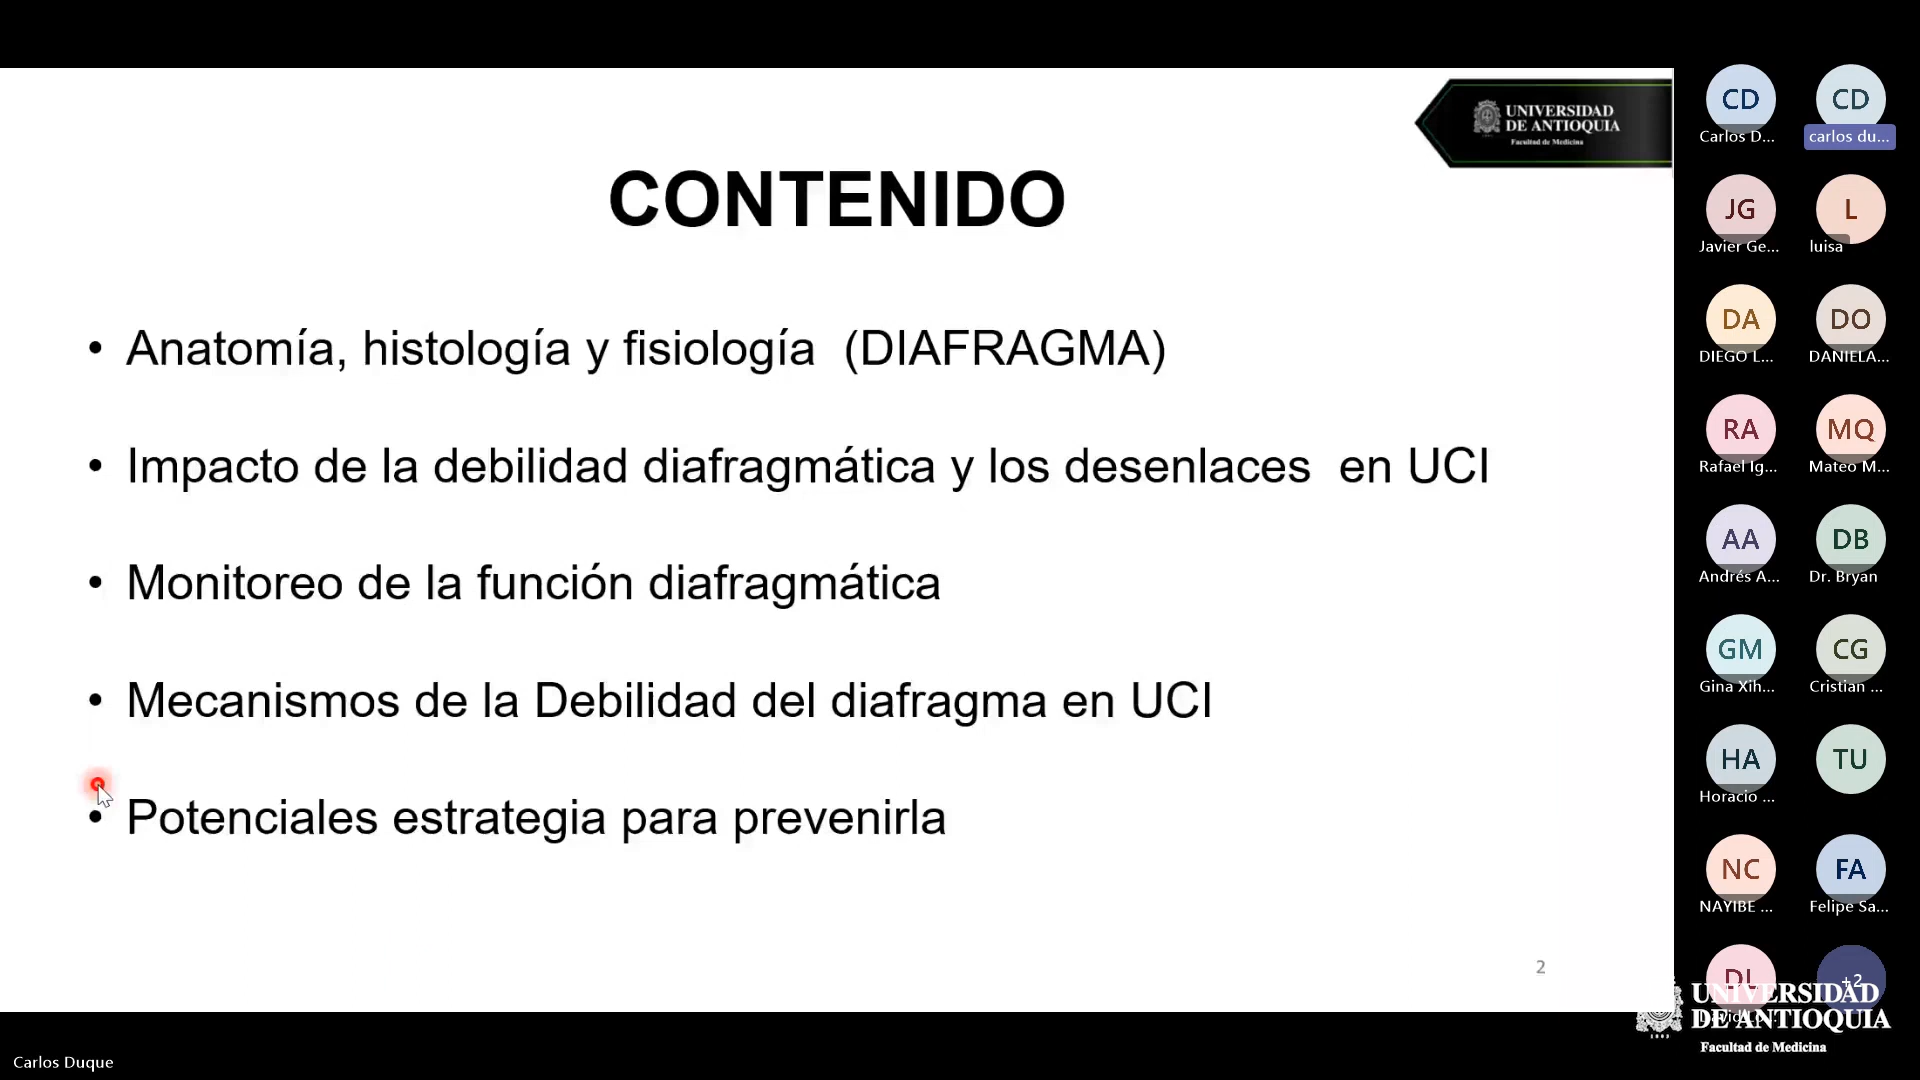 UNIVERSIDAD
DE ANTIOQUIA
Facultad de Medicina
CONTENIDO
• Anatomía, histología y fisiología (DIAFRAGMA)
• Impacto de la debilidad diafragmática y los desenlaces en UCI
• Monitoreo de la función diafragmática
• Mecanismos de la Debilidad del diafragma en UCI
• Potenciales estrategia para prevenirla
2
CD
Carlos D...
CD
carlos du...
JG
Javier Ge...
L
luisa
DA
DIEGO L...
DO
DANIELA...
RA
Rafael Ig...
MQ
Mateo M...
AA
Andrés A...
DB
Dr. Bryan
GM
Gina Xih...
CG
Cristian ...
HA
Horacio ...
TU
NC
NAYIBE ...
FA
Felipe Sa...
DL
+2
UNIVERSIDAD
DE ANTIOQUIA
Facultad de Medicina
Carlos Duque